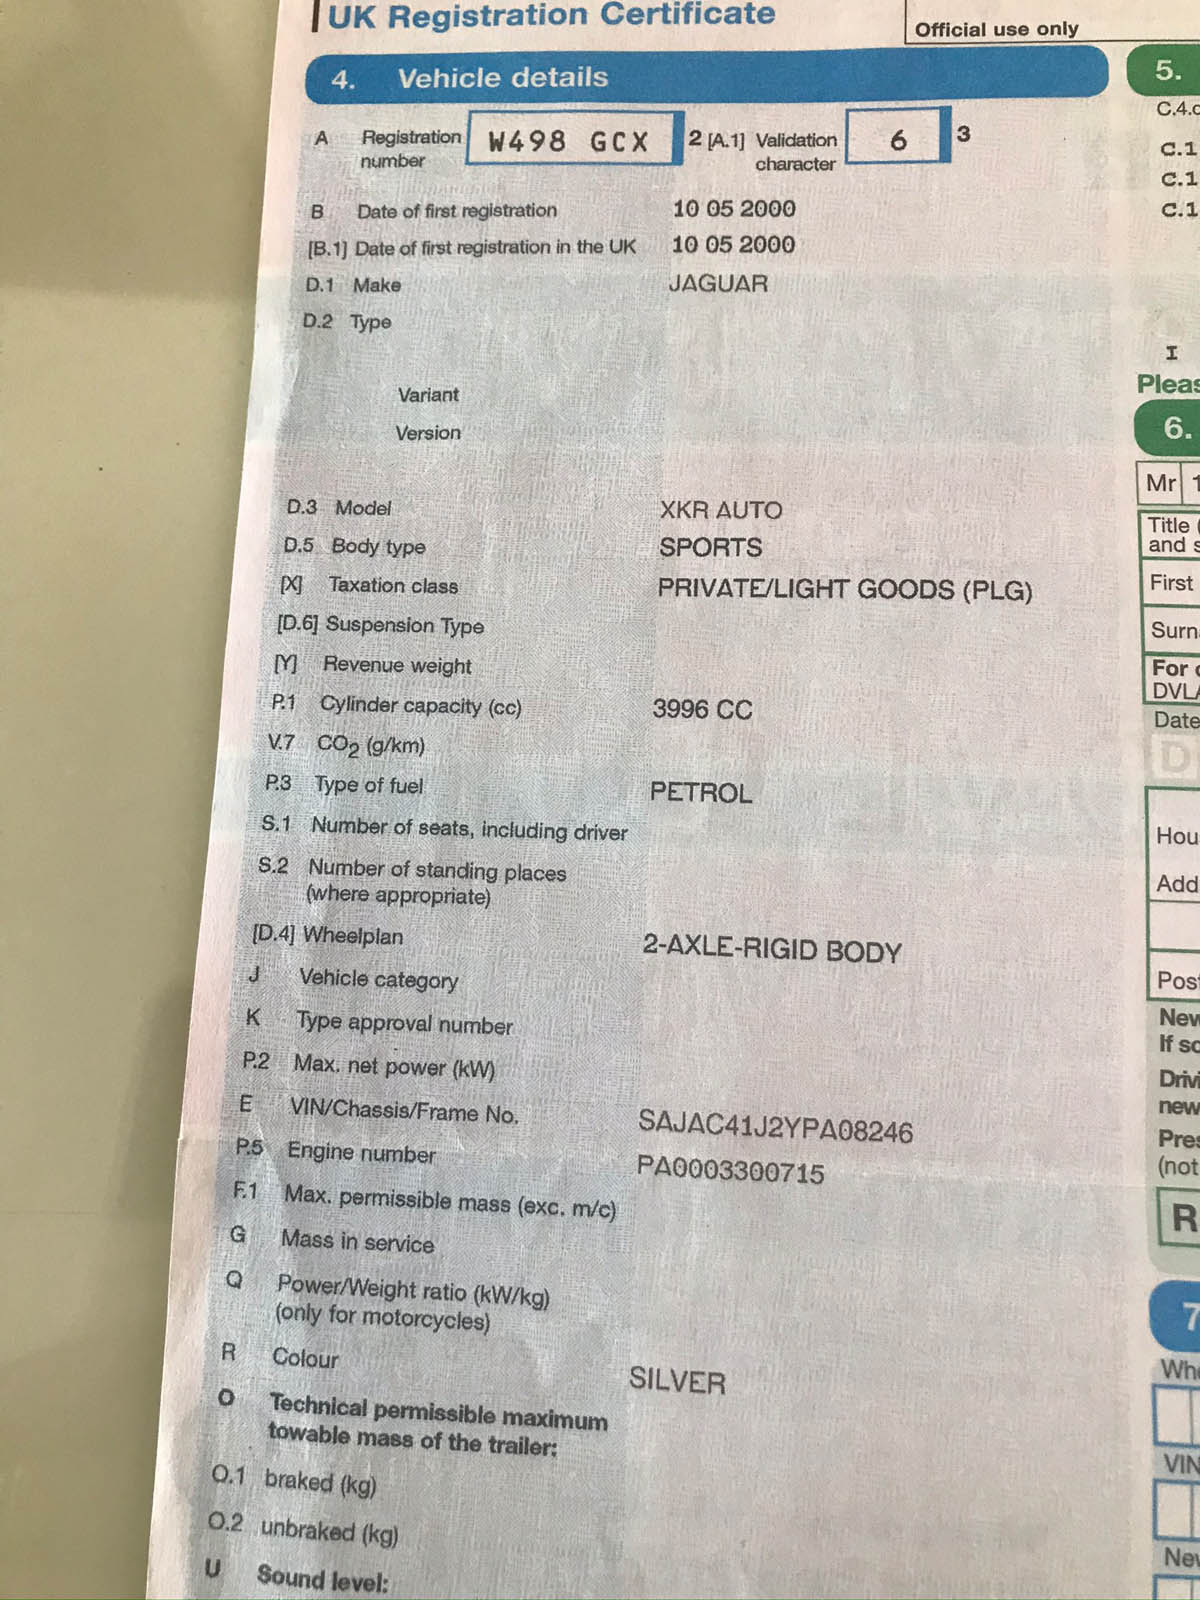 UK Registration Certificate
Official use only
4. Vehicle details
A Registration number W498 GCX 2 [A.1] Validation character 6 3
B Date of first registration 10 05 2000
[B.1] Date of first registration in the UK 10 05 2000
D.1 Make JAGUAR
D.2 Type
Variant
Version
D.3 Model XKR AUTO
D.5 Body type SPORTS
[X] Taxation class PRIVATE/LIGHT GOODS (PLG)
[D.6] Suspension Type
[Y] Revenue weight
P.1 Cylinder capacity (cc) 3996 CC
V.7 CO2 (g/km)
P.3 Type of fuel PETROL
S.1 Number of seats, including driver
S.2 Number of standing places
(where appropriate)
[D.4] Wheelplan 2-AXLE-RIGID BODY
J Vehicle category
K Type approval number
P.2 Max. net power (kW)
E VIN/Chassis/Frame No. SAJAC41J2YPA08246
P.5 Engine number PA0003300715
F.1 Max. permissible mass (exc. m/c)
G Mass in service
Q Power/Weight ratio (kW/kg)
(only for motorcycles)
R Colour SILVER
O Technical permissible maximum
towable mass of the trailer:
O.1 braked (kg)
O.2 unbraked (kg)
U Sound level:
5.
C.4.
C.1
C.1
C.1
I
6.
Mr
Title
and
First
For
Date
R
7
VIN